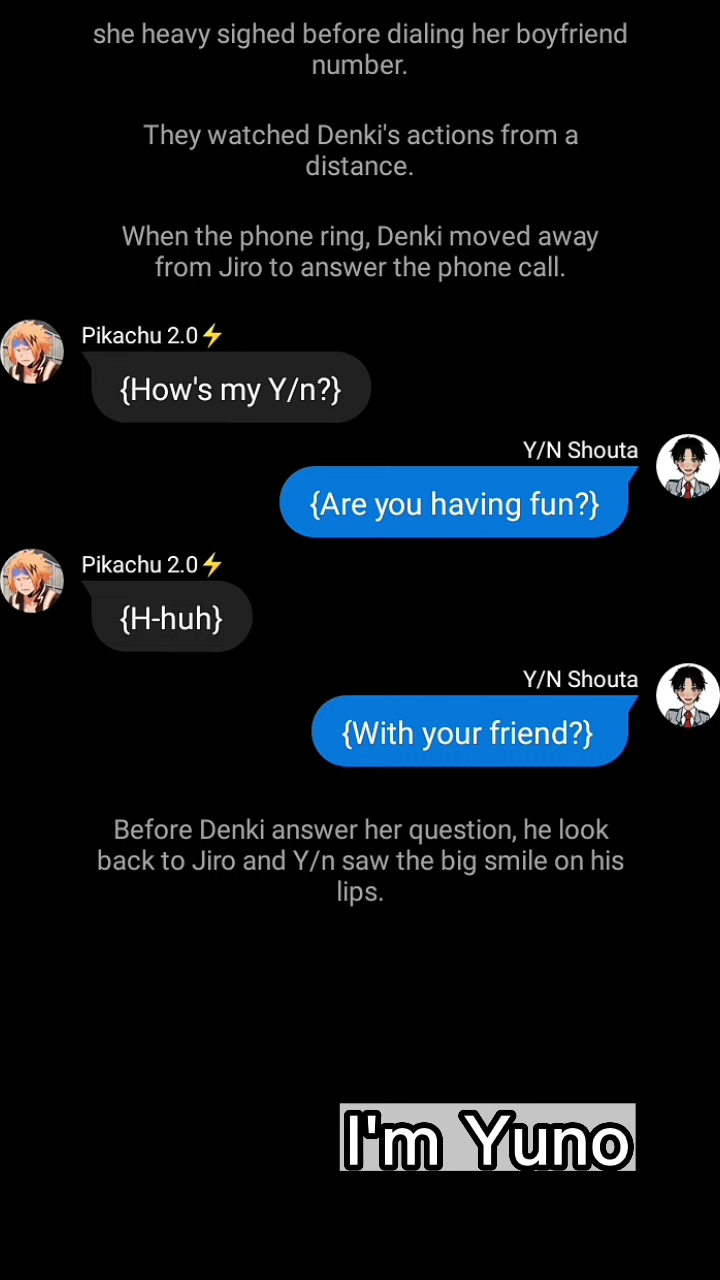 she heavy sighed before dialing her boyfriend
number.
They watched Denki's actions from a
distance.
When the phone ring, Denki moved away
from Jiro to answer the phone call.
Pikachu 2.0⚡
{How's my Y/n?}
Y/N Shouta
{Are you having fun?}
Pikachu 2.0⚡
{H-huh}
Y/N Shouta
{With your friend?}
Before Denki answer her question, he look
back to Jiro and Y/n saw the big smile on his
lips.
I'm Yuno